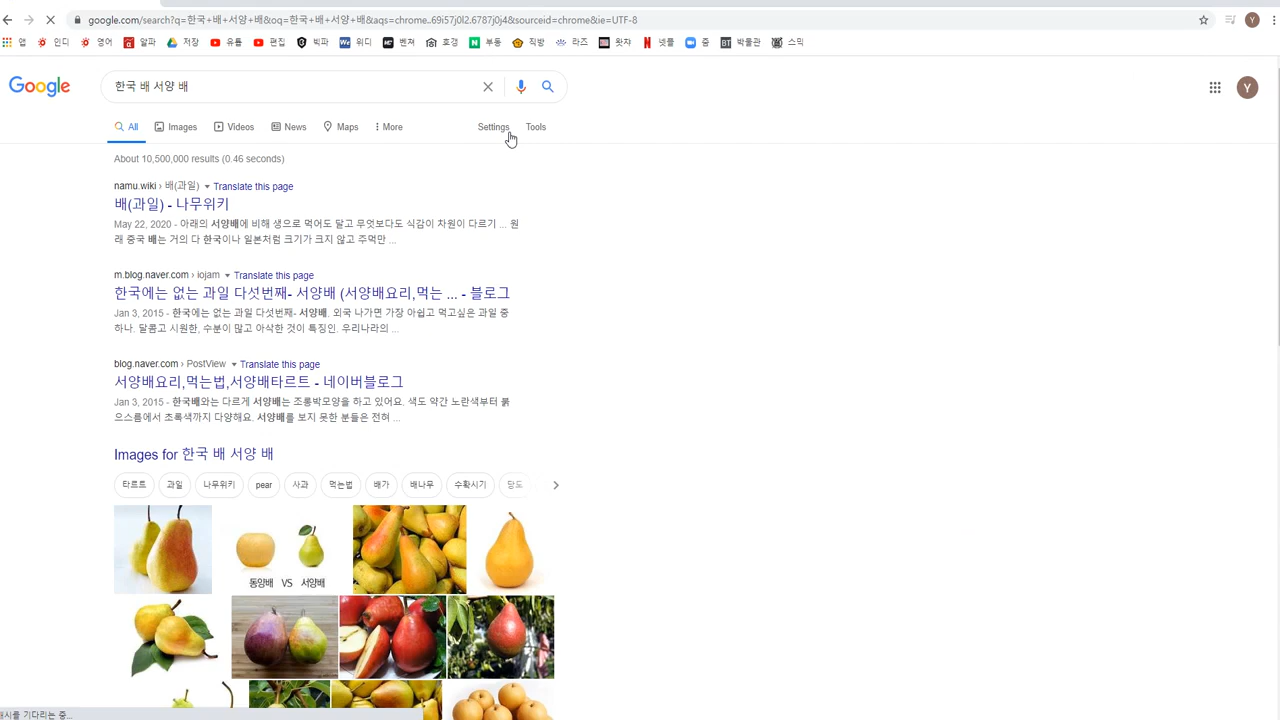 google.com/search?q=한국+배+서양+배&oq=한국+배+서양+배&aqs=chrome..69i57j0l2.6787j0j4&sourceid=chrome&ie=UTF-8
Y
앱 인디 영어 알파 저장 유튭 편집 빅파 위디 벤져 호갱 부동 직방 라즈 왓챠 넷플 줌 박물관 스믹
Google
한국 배 서양 배
Y
All Images Videos News Maps More Settings Tools
About 10,500,000 results (0.46 seconds)
namu.wiki › 배(과일) Translate this page
배(과일) - 나무위키
May 22, 2020 - 아래의 서양배에 비해 생으로 먹어도 달고 무엇보다도 식감이 차원이 다르기 ... 원
래 중국 배는 거의 다 한국이나 일본처럼 크기가 크지 않고 주먹만 ...
m.blog.naver.com › iojam Translate this page
한국에는 없는 과일 다섯번째- 서양배 (서양배요리,먹는 ... - 블로그
Jan 3, 2015 - 한국에는 없는 과일 다섯번째- 서양배. 외국 나가면 가장 아쉽고 먹고싶은 과일 중
하나. 달콤고 시원한, 수분이 많고 아삭한 것이 특징인. 우리나라의 ...
blog.naver.com › PostView Translate this page
서양배요리,먹는법,서양배타르트 - 네이버블로그
Jan 3, 2015 - 한국배와는 다르게 서양배는 조롱박모양을 하고 있어요. 색도 약간 노란색부터 붉
으스름에서 초록색까지 다양해요. 서양배를 보지 못한 분들은 전혀 ...
Images for 한국 배 서양 배
타르트 과일 나무위키 pear 사과 먹는법 배가 배나무 수확시기 당도
동양배 VS 서양배
캐시를 기다리는 중...